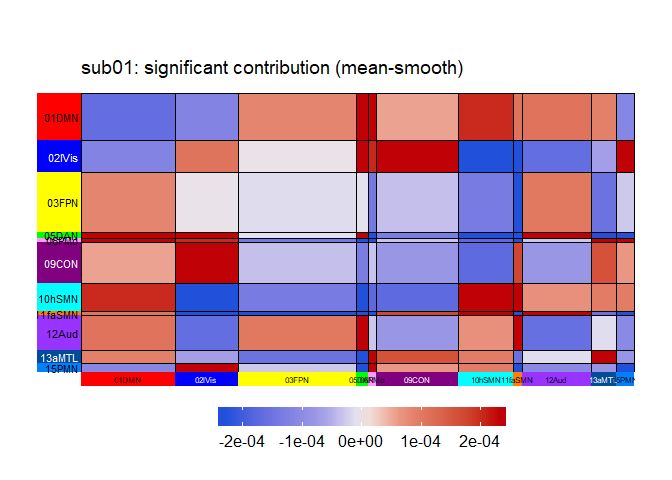 sub01: significant contribution (mean-smooth)
01DMN
02lVis
03FPN
05DAN
09CON
10hSMN
11faSMN
12Aud
13aMTL
15PMN
01DMN 02lVis 03FPN 09CON 10hSMN 11faSMN 12Aud
-2e-04 -1e-04 0e+00 1e-04 2e-04